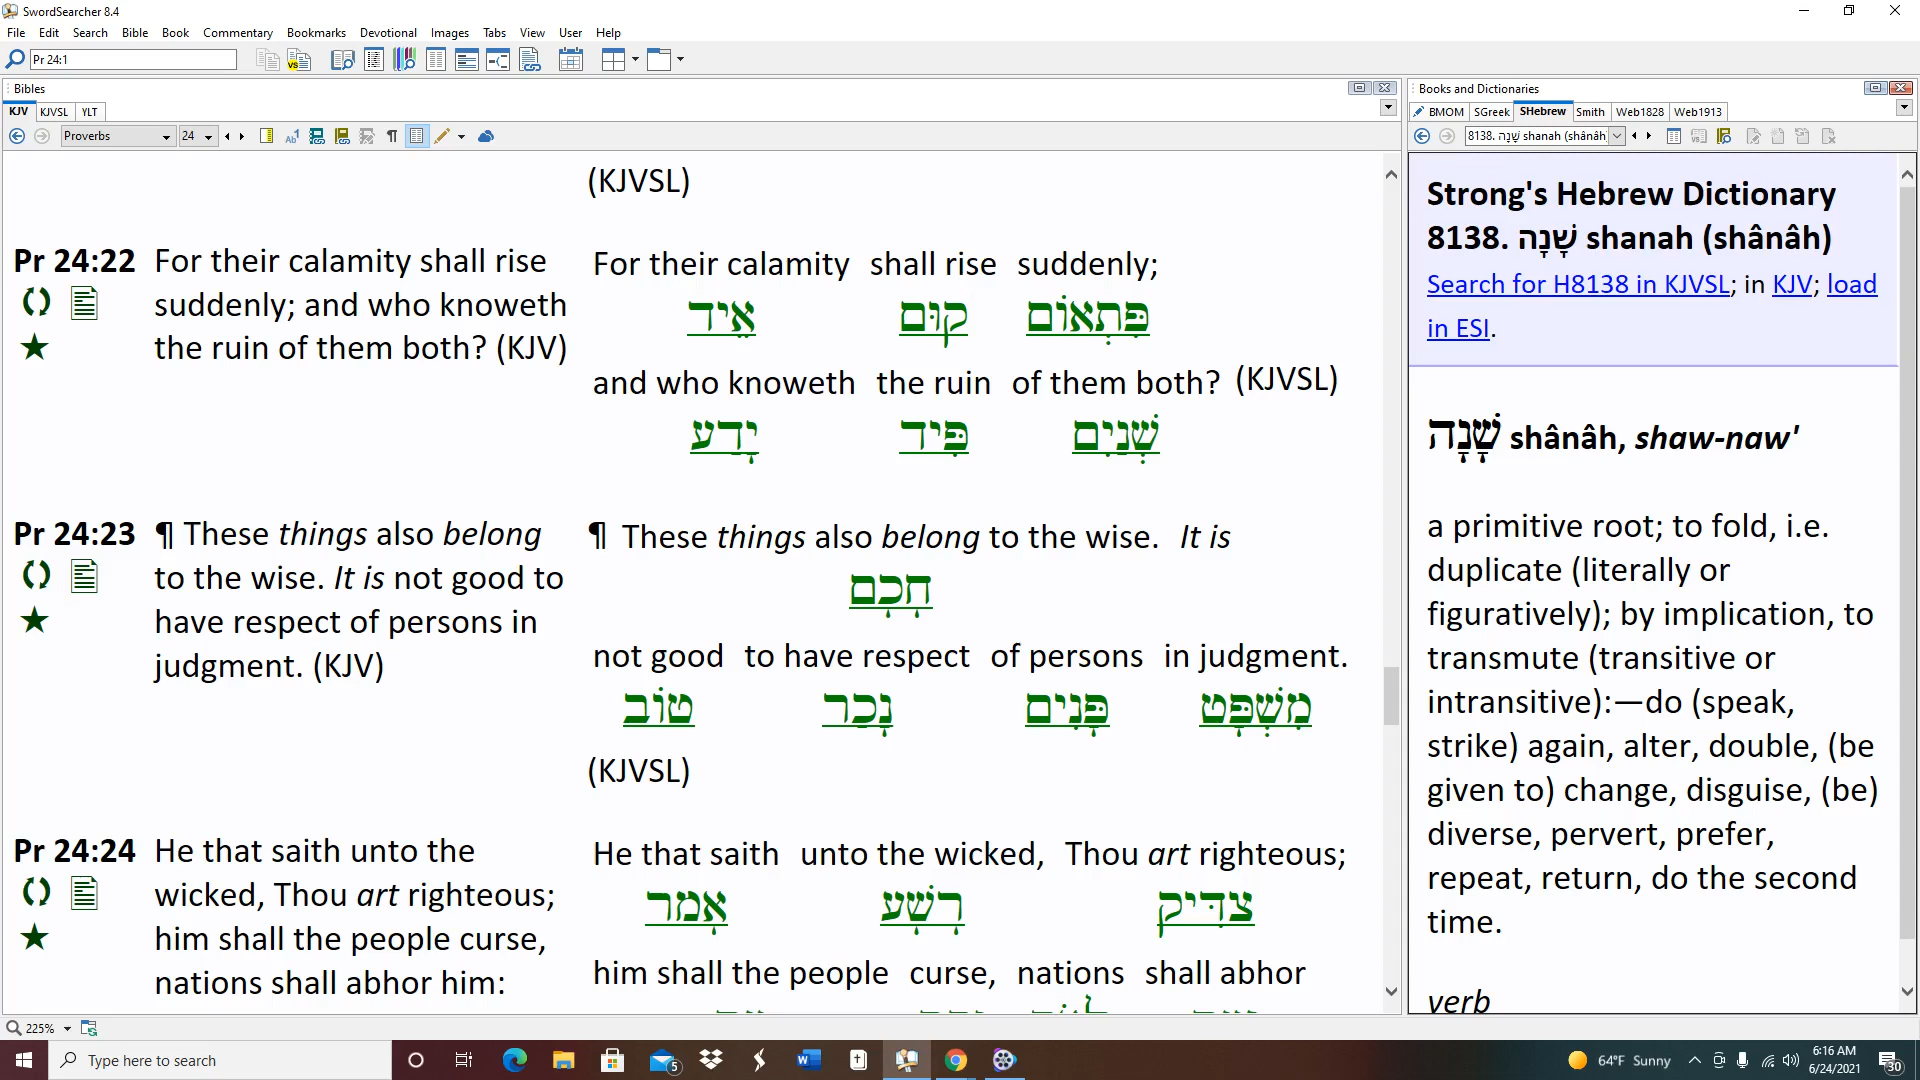 SwordSearcher 8.4
File Edit Search Bible Book Commentary Bookmarks Devotional Images Tabs View User Help
Pr 24:1
Bibles
KJV KJVSL YLT
Proverbs 24
(KJVSL)
Pr 24:22 For their calamity shall rise
suddenly; and who knoweth
the ruin of them both? (KJV)
For their calamity shall rise suddenly;
אֵיד קוּם פִּתְאוֹם
and who knoweth the ruin of them both? (KJVSL)
יָדַע פִּיד שְׁנַיִם
Pr 24:23 ¶ These things also belong
to the wise. It is not good to
have respect of persons in
judgment. (KJV)
¶ These things also belong to the wise. It is
חָכָם
not good to have respect of persons in judgment.
טוֹב נָכַר פָּנִים מִשְׁפָּט
(KJVSL)
Pr 24:24 He that saith unto the
wicked, Thou art righteous;
him shall the people curse,
nations shall abhor him:
He that saith unto the wicked, Thou art righteous;
אָמַר רָשָׁע צַדִּיק
him shall the people curse, nations shall abhor
Books and Dictionaries
BMOM SGreek SHebrew Smith Web1828 Web1913
8138. שָׁנָה shanah (shânâh)
Strong's Hebrew Dictionary
8138. שָׁנָה shanah (shânâh)
Search for H8138 in KJVSL; in KJV; load
in ESI.
שָׁנָה shânâh, shaw-naw'
a primitive root; to fold, i.e.
duplicate (literally or
figuratively); by implication, to
transmute (transitive or
intransitive):—do (speak,
strike) again, alter, double, (be
given to) change, disguise, (be)
diverse, pervert, prefer,
repeat, return, do the second
time.
verb
225%
Type here to search
5
64°F Sunny
6:16 AM
6/24/2021
30